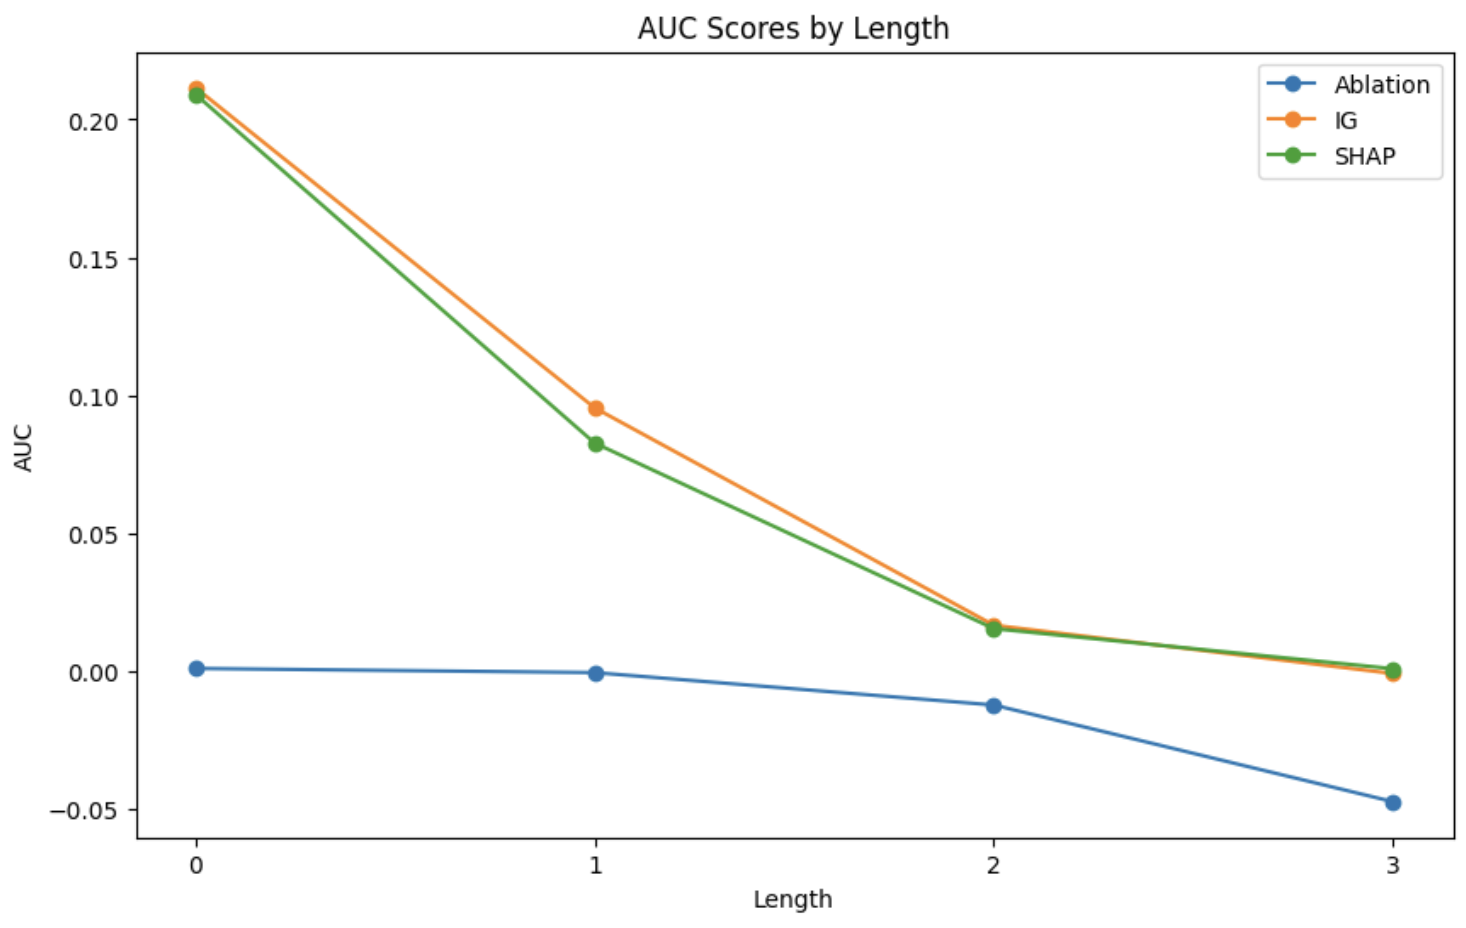 AUC Scores by Length
Ablation
IG
SHAP
AUC
0.20
0.15
0.10
0.05
0.00
−0.05
0 1 2 3
Length